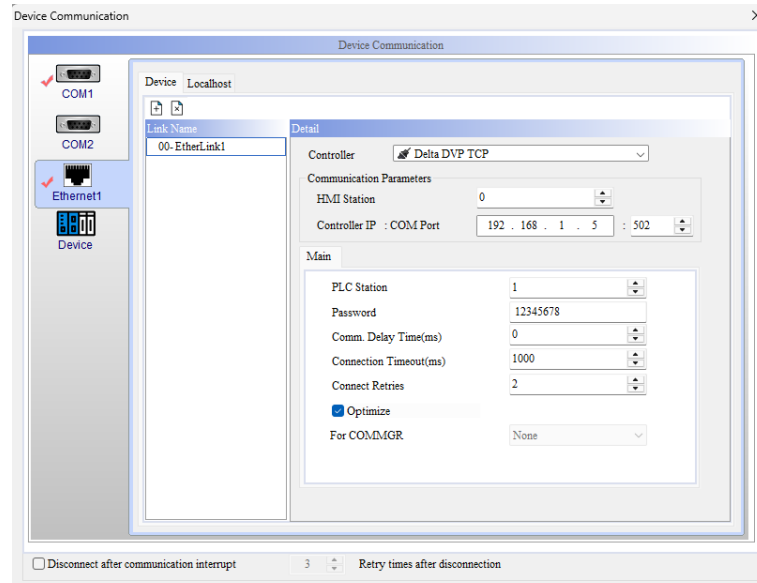 Device Communication
Device Communication
COM1
COM2
Ethernet1
Device
Device Localhost
Link Name
00- EtherLink1
Detail
Controller Delta DVP TCP
Communication Parameters
HMI Station 0
Controller IP : COM Port 192 . 168 . 1 . 5 : 502
Main
PLC Station 1
Password 12345678
Comm. Delay Time(ms) 0
Connection Timeout(ms) 1000
Connect Retries 2
Optimize
For COMMGR None
Disconnect after communication interrupt 3 Retry times after disconnection